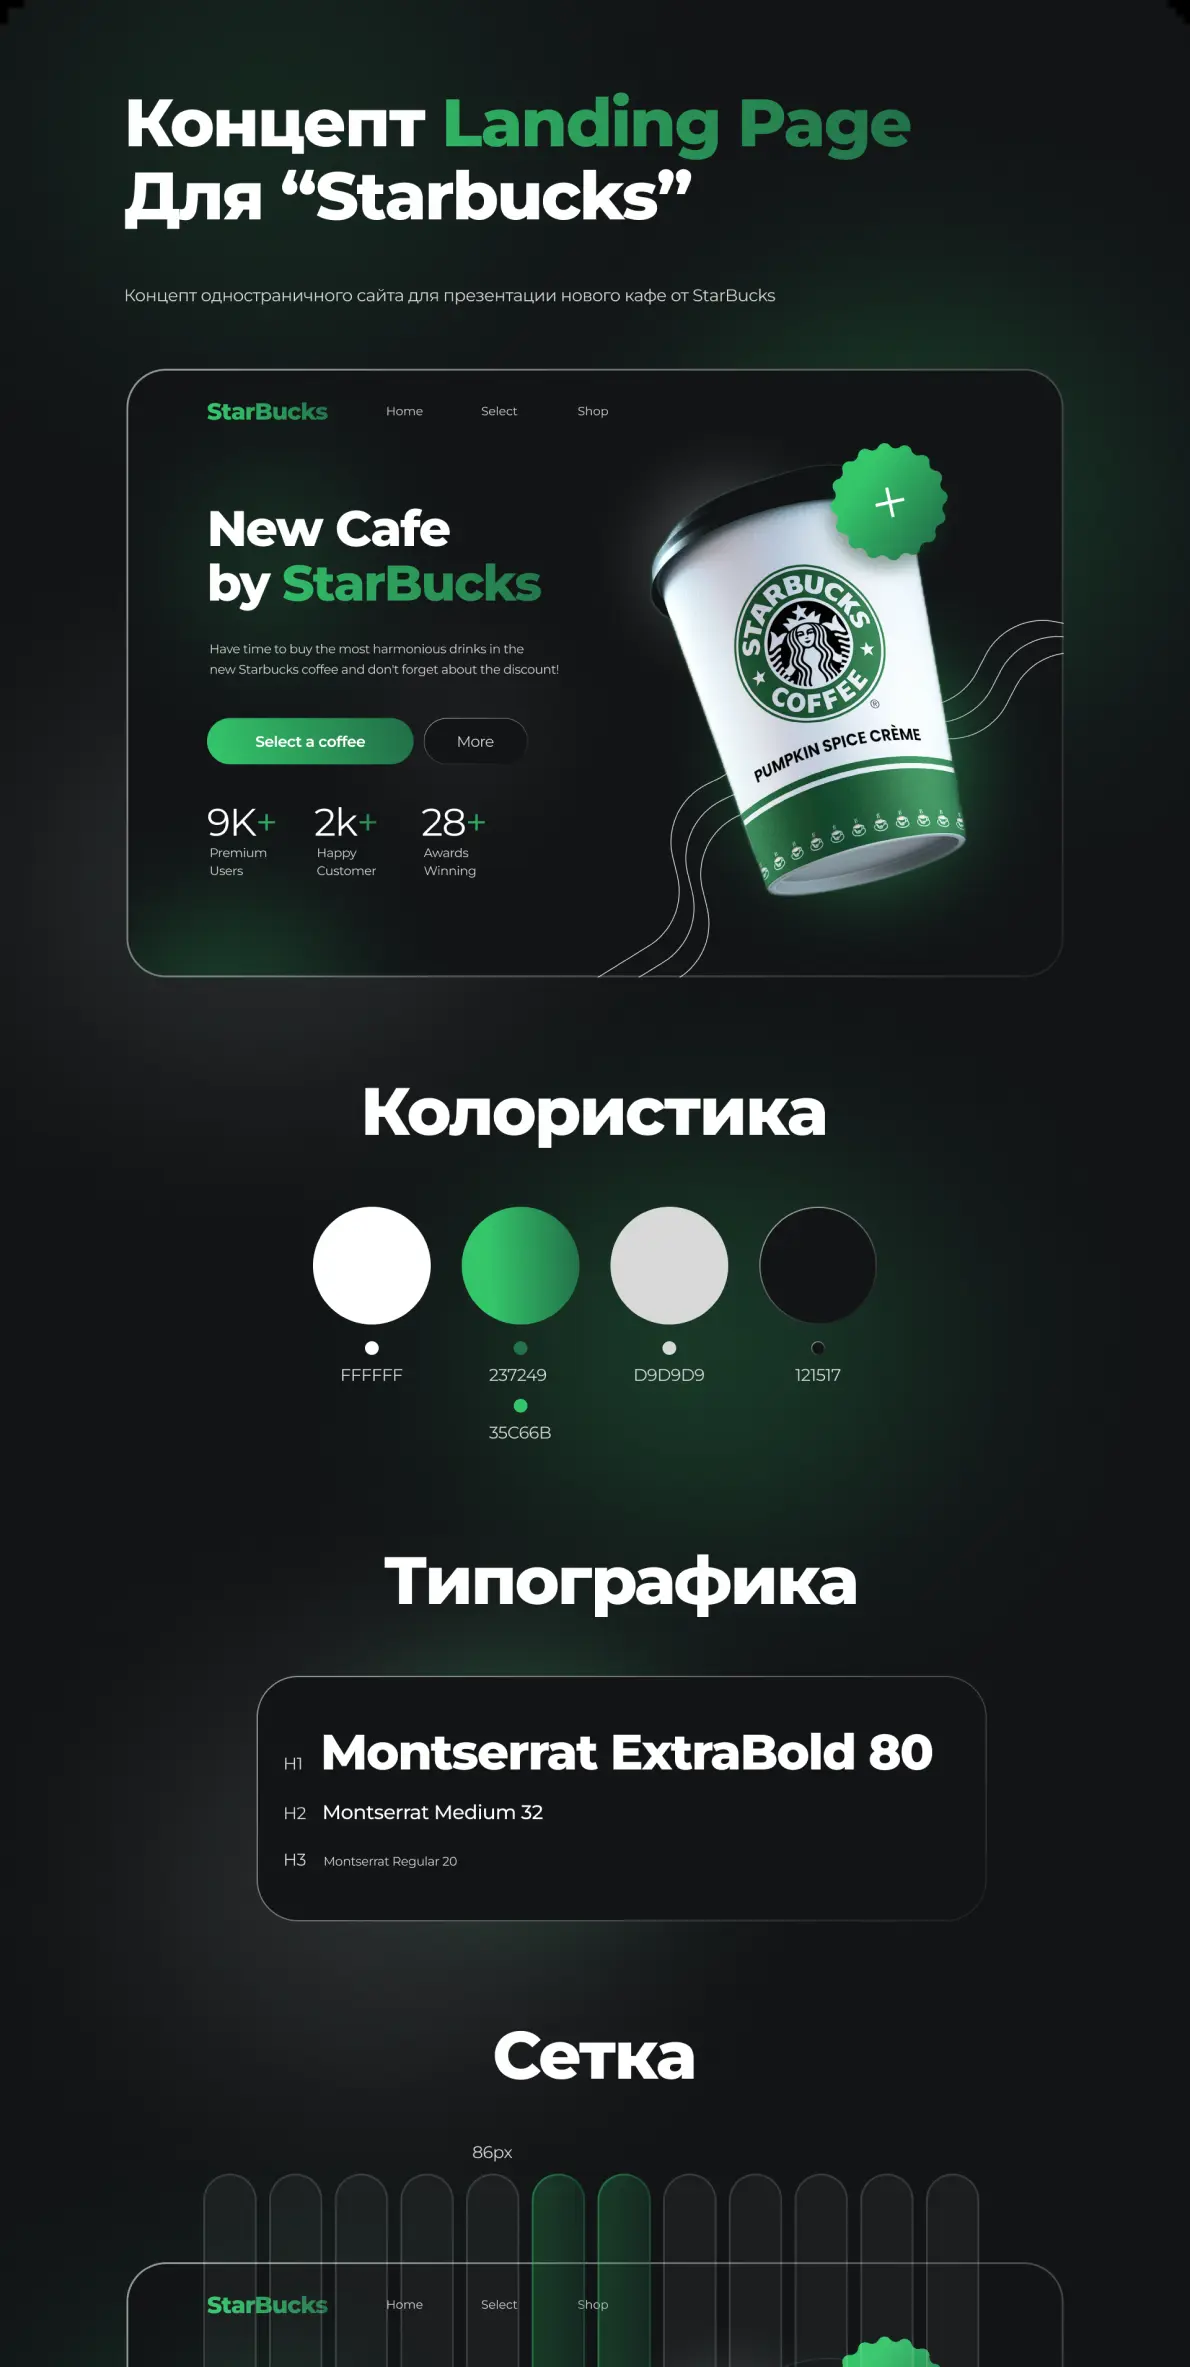 Концепт Landing Page
Для “Starbucks”
Концепт одностраничного сайта для презентации нового кафе от StarBucks
StarBucks Home Select Shop
New Cafe
by StarBucks
Have time to buy the most harmonious drinks in the
new Starbucks coffee and don't forget about the discount!
Select a coffee More
9K+ 2k+ 28+
Premium Happy Awards
Users Customer Winning
+
STARBUCKS
COFFEE
®
PUMPKIN SPICE CRÈME
Колористика
FFFFFF 237249 D9D9D9 121517
35C66B
Типографика
H1 Montserrat ExtraBold 80
H2 Montserrat Medium 32
H3 Montserrat Regular 20
Сетка
86px
StarBucks Home Select Shop